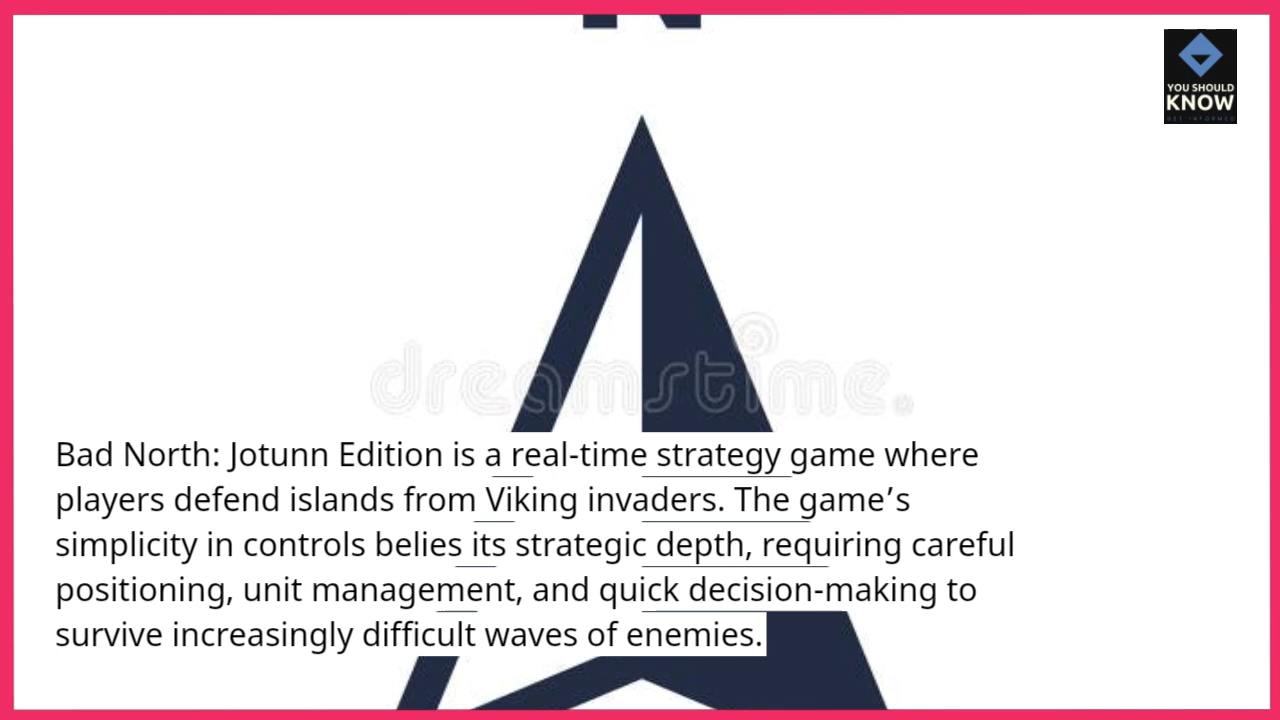 N
YOU SHOULD
KNOW
GET INFORMED
dreamstime.
Bad North: Jotunn Edition is a real-time strategy game where
players defend islands from Viking invaders. The game’s
simplicity in controls belies its strategic depth, requiring careful
positioning, unit management, and quick decision-making to
survive increasingly difficult waves of enemies.